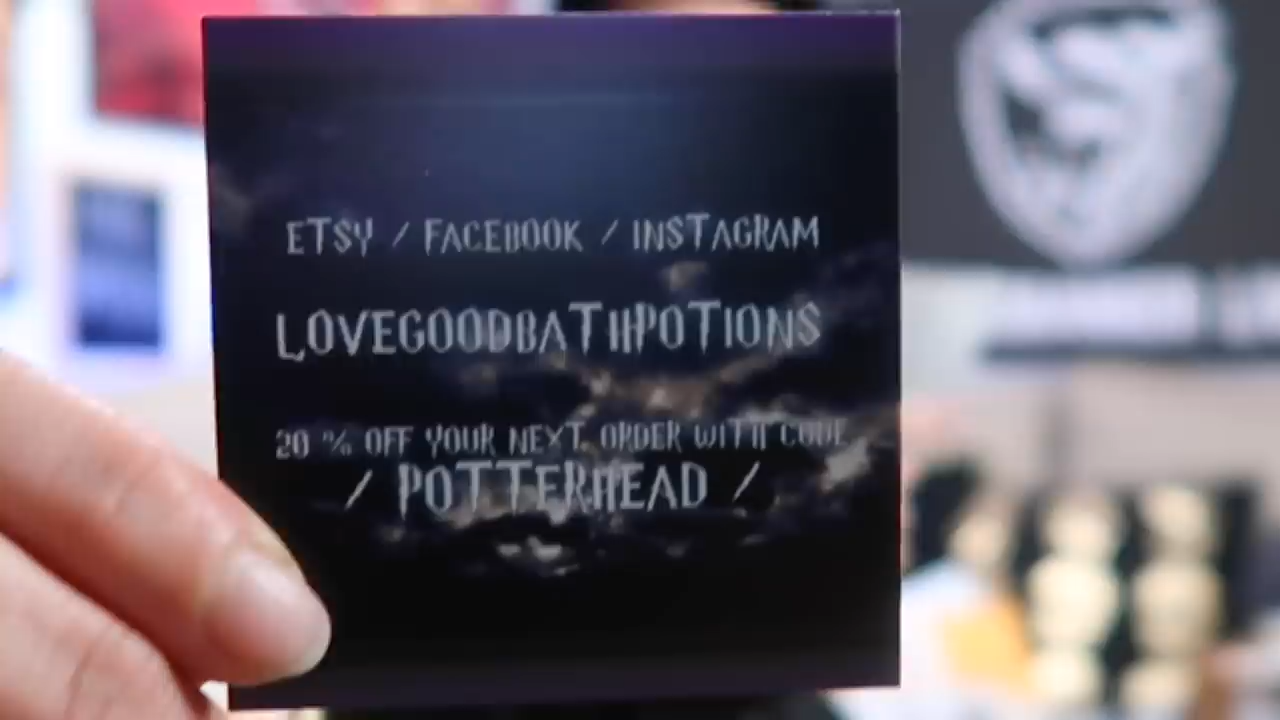 ETSY / FACEBOOK / INSTAGRAM
LOVEGOODBATHPOTIONS
20 % OFF YOUR NEXT ORDER WITH CODE
/ POTTERHEAD /